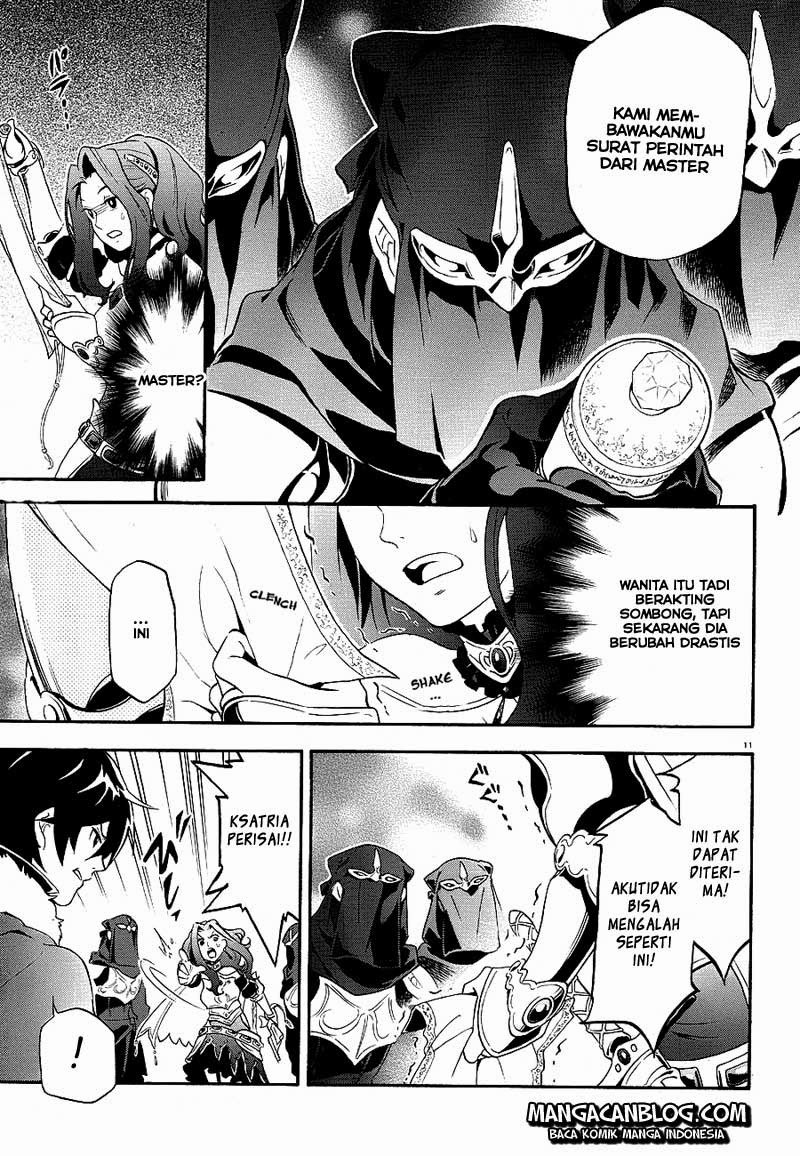 KAMI MEM-
BAWAKANMU
SURAT PERINTAH
DARI MASTER
MASTER?
WANITA ITU TADI
BERAKTING
SOMBONG, TAPI
SEKARANG DIA
BERUBAH DRASTIS
CLENCH
SHAKE
...
...
INI
11
INI TAK
DAPAT
DITERI-
MA!
AKUTIDAK
BISA
MENGALAH
SEPERTI
INI!
KSATRIA
PERISAI!!
!
MANGACANBLOG.COM
BACA KOMIK MANGA INDONESIA